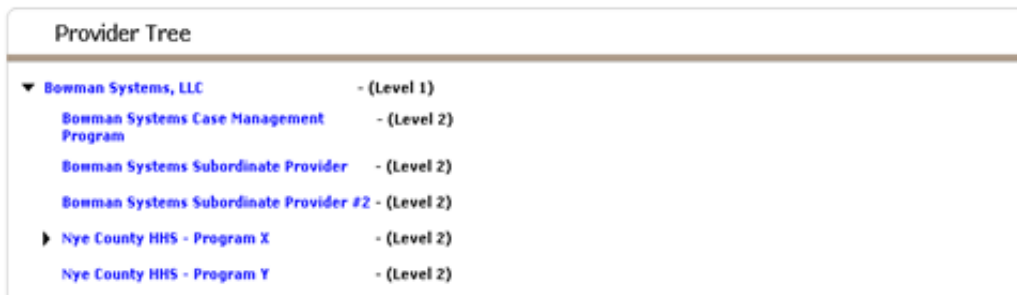 Provider Tree
Bowman Systems, LLC - (Level 1)
Bowman Systems Case Management - (Level 2)
Program
Bowman Systems Subordinate Provider - (Level 2)
Bowman Systems Subordinate Provider #2 - (Level 2)
Nye County HHS - Program X - (Level 2)
Nye County HHS - Program Y - (Level 2)